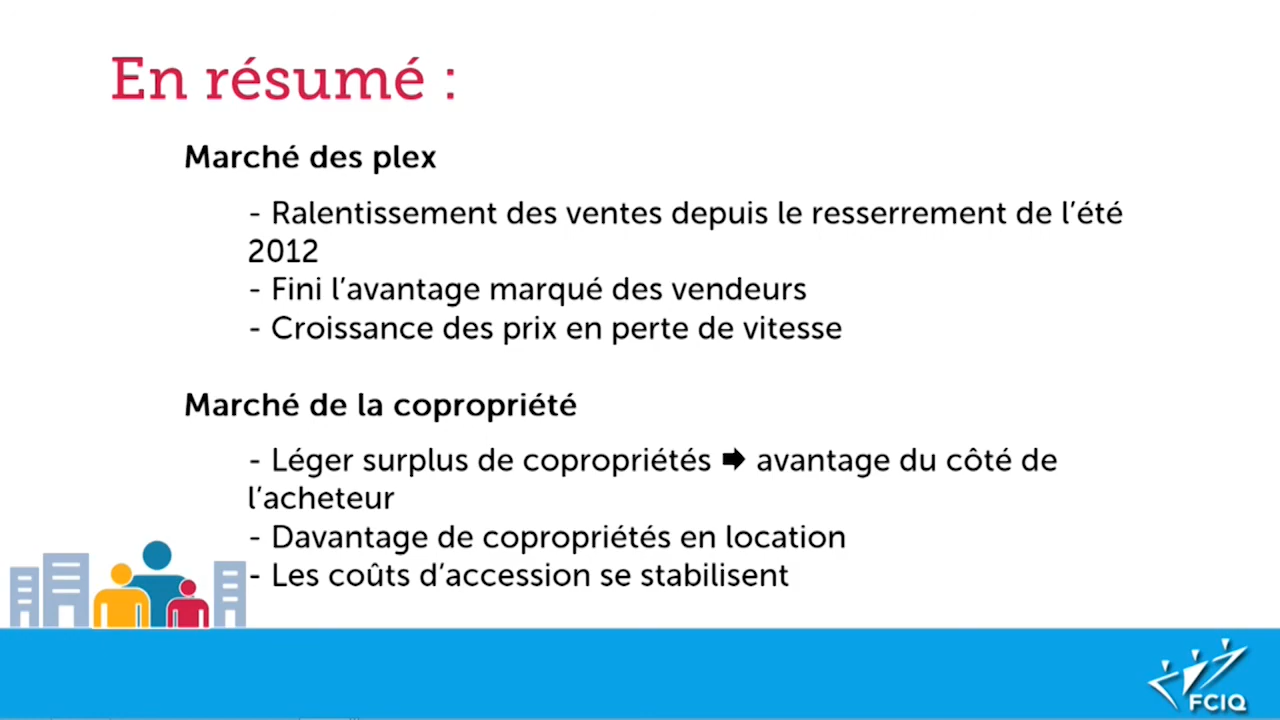 En résumé :
Marché des plex
- Ralentissement des ventes depuis le resserrement de l’été
2012
- Fini l’avantage marqué des vendeurs
- Croissance des prix en perte de vitesse
Marché de la copropriété
- Léger surplus de copropriétés 🡆 avantage du côté de
l’acheteur
- Davantage de copropriétés en location
- Les coûts d’accession se stabilisent
FCIQ